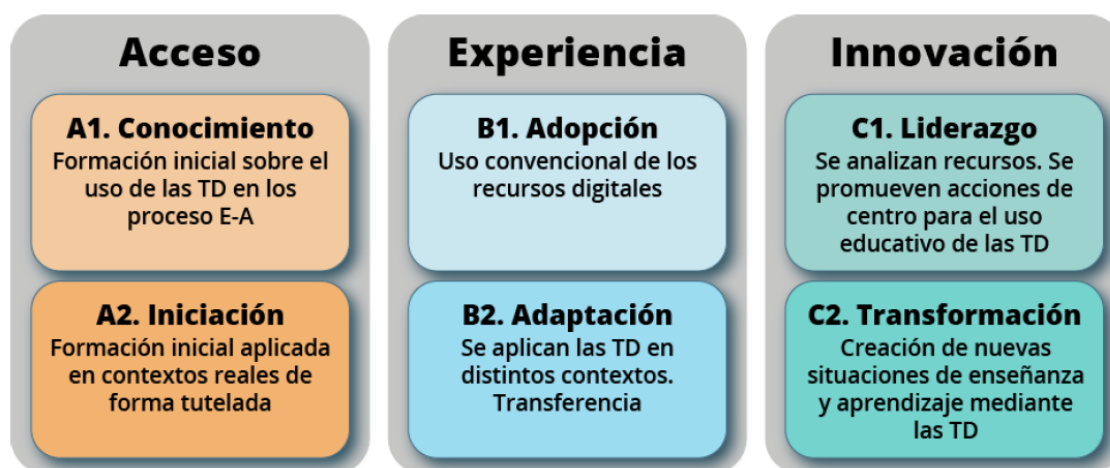 Acceso
A1. Conocimiento
Formación inicial sobre el
uso de las TD en los
proceso E-A
A2. Iniciación
Formación inicial aplicada
en contextos reales de
forma tutelada
Experiencia
B1. Adopción
Uso convencional de los
recursos digitales
B2. Adaptación
Se aplican las TD en
distintos contextos.
Transferencia
Innovación
C1. Liderazgo
Se analizan recursos. Se
promueven acciones de
centro para el uso
educativo de las TD
C2. Transformación
Creación de nuevas
situaciones de enseñanza
y aprendizaje mediante
las TD